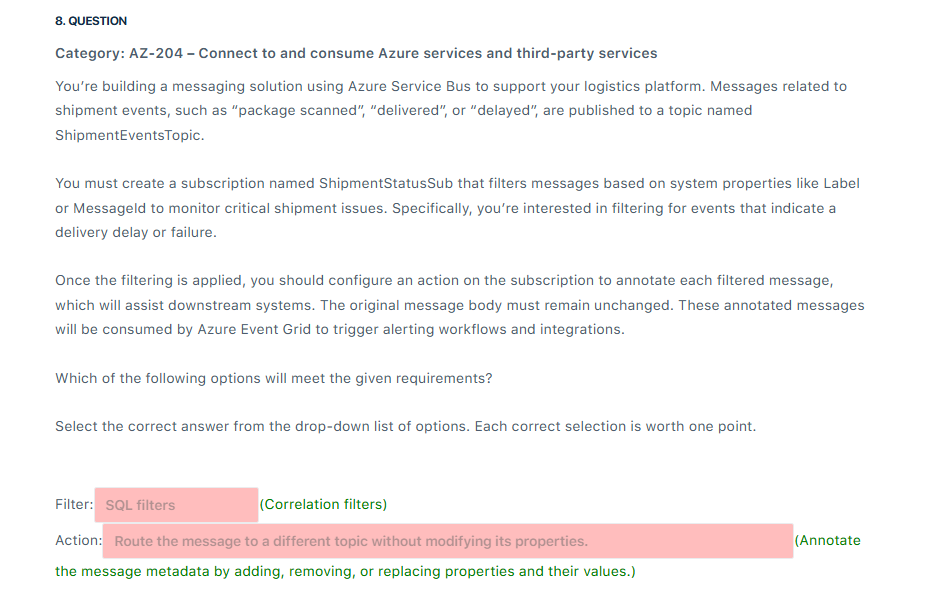 8. QUESTION
Category: AZ-204 – Connect to and consume Azure services and third-party services
You’re building a messaging solution using Azure Service Bus to support your logistics platform. Messages related to
shipment events, such as “package scanned”, “delivered”, or “delayed”, are published to a topic named
ShipmentEventsTopic.
You must create a subscription named ShipmentStatusSub that filters messages based on system properties like Label
or MessageId to monitor critical shipment issues. Specifically, you’re interested in filtering for events that indicate a
delivery delay or failure.
Once the filtering is applied, you should configure an action on the subscription to annotate each filtered message,
which will assist downstream systems. The original message body must remain unchanged. These annotated messages
will be consumed by Azure Event Grid to trigger alerting workflows and integrations.
Which of the following options will meet the given requirements?
Select the correct answer from the drop-down list of options. Each correct selection is worth one point.
Filter: SQL filters (Correlation filters)
Action: Route the message to a different topic without modifying its properties. (Annotate
the message metadata by adding, removing, or replacing properties and their values.)